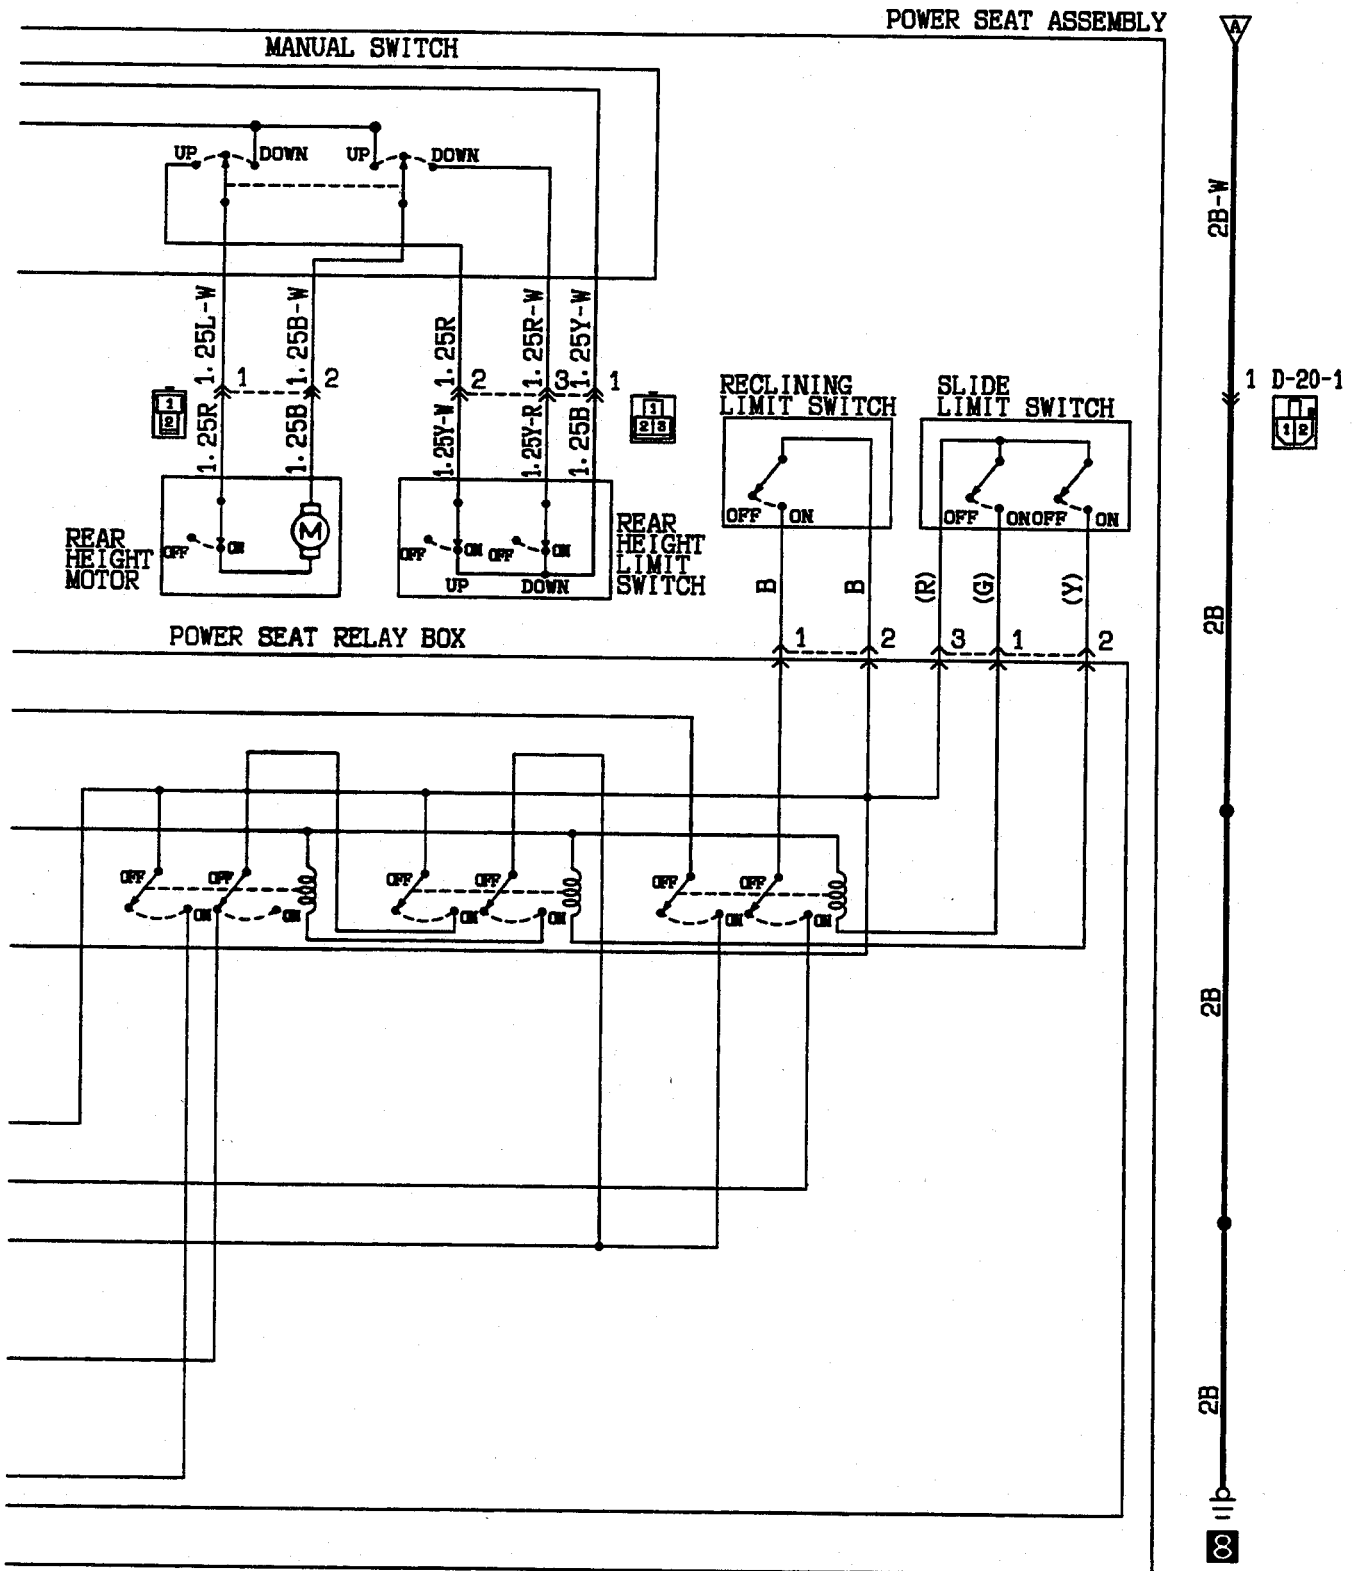 POWER SEAT ASSEMBLY
A
MANUAL SWITCH
UP DOWN UP DOWN
2B-W
1.25L-W
1.25B-W
1.25R
1.25R-W
1.25Y-W
1 2 2 3 1
1 D-20-1
1
2
1
2 3
1 2
1.25R
1.25B
1.25Y-W
1.25Y-R
1.25B
RECLINING
LIMIT SWITCH
SLIDE
LIMIT SWITCH
OFF ON
OFF ON OFF ON
REAR
HEIGHT
MOTOR
OFF ON
M
OFF ON OFF ON
UP DOWN
REAR
HEIGHT
LIMIT
SWITCH
B
B
(R)
(G)
(Y)
2B
POWER SEAT RELAY BOX
1 2 3 1 2
OFF ON OFF ON
OFF ON OFF ON
OFF ON OFF ON
2B
2B
8